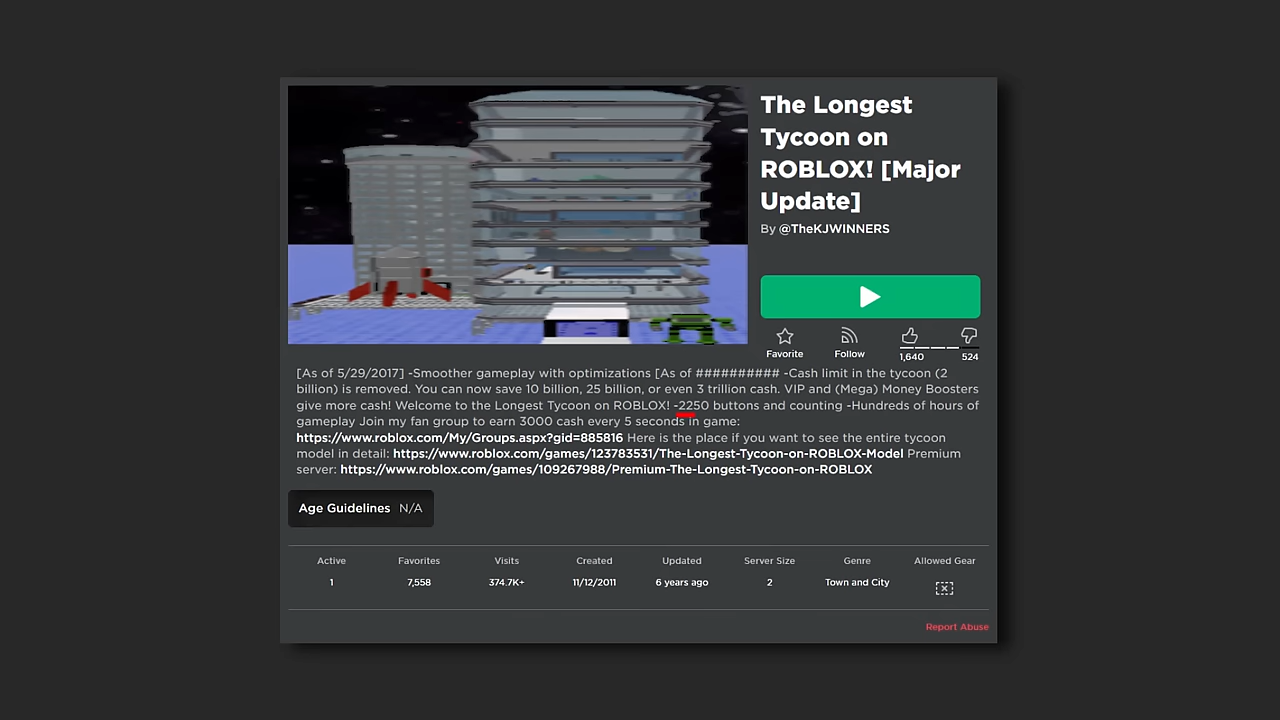 The Longest
Tycoon on
ROBLOX! [Major
Update]
By @TheKJWINNERS
Favorite
Follow
1,640
524
[As of 5/29/2017] -Smoother gameplay with optimizations [As of ########## -Cash limit in the tycoon (2
billion) is removed. You can now save 10 billion, 25 billion, or even 3 trillion cash. VIP and (Mega) Money Boosters
give more cash! Welcome to the Longest Tycoon on ROBLOX! -2250 buttons and counting -Hundreds of hours of
gameplay Join my fan group to earn 3000 cash every 5 seconds in game:
https://www.roblox.com/My/Groups.aspx?gid=885816 Here is the place if you want to see the entire tycoon
model in detail: https://www.roblox.com/games/123783531/The-Longest-Tycoon-on-ROBLOX-Model Premium
server: https://www.roblox.com/games/109267988/Premium-The-Longest-Tycoon-on-ROBLOX
Age Guidelines N/A
Active Favorites Visits Created Updated Server Size Genre Allowed Gear
1 7,558 374.7K+ 11/12/2011 6 years ago 2 Town and City
Report Abuse